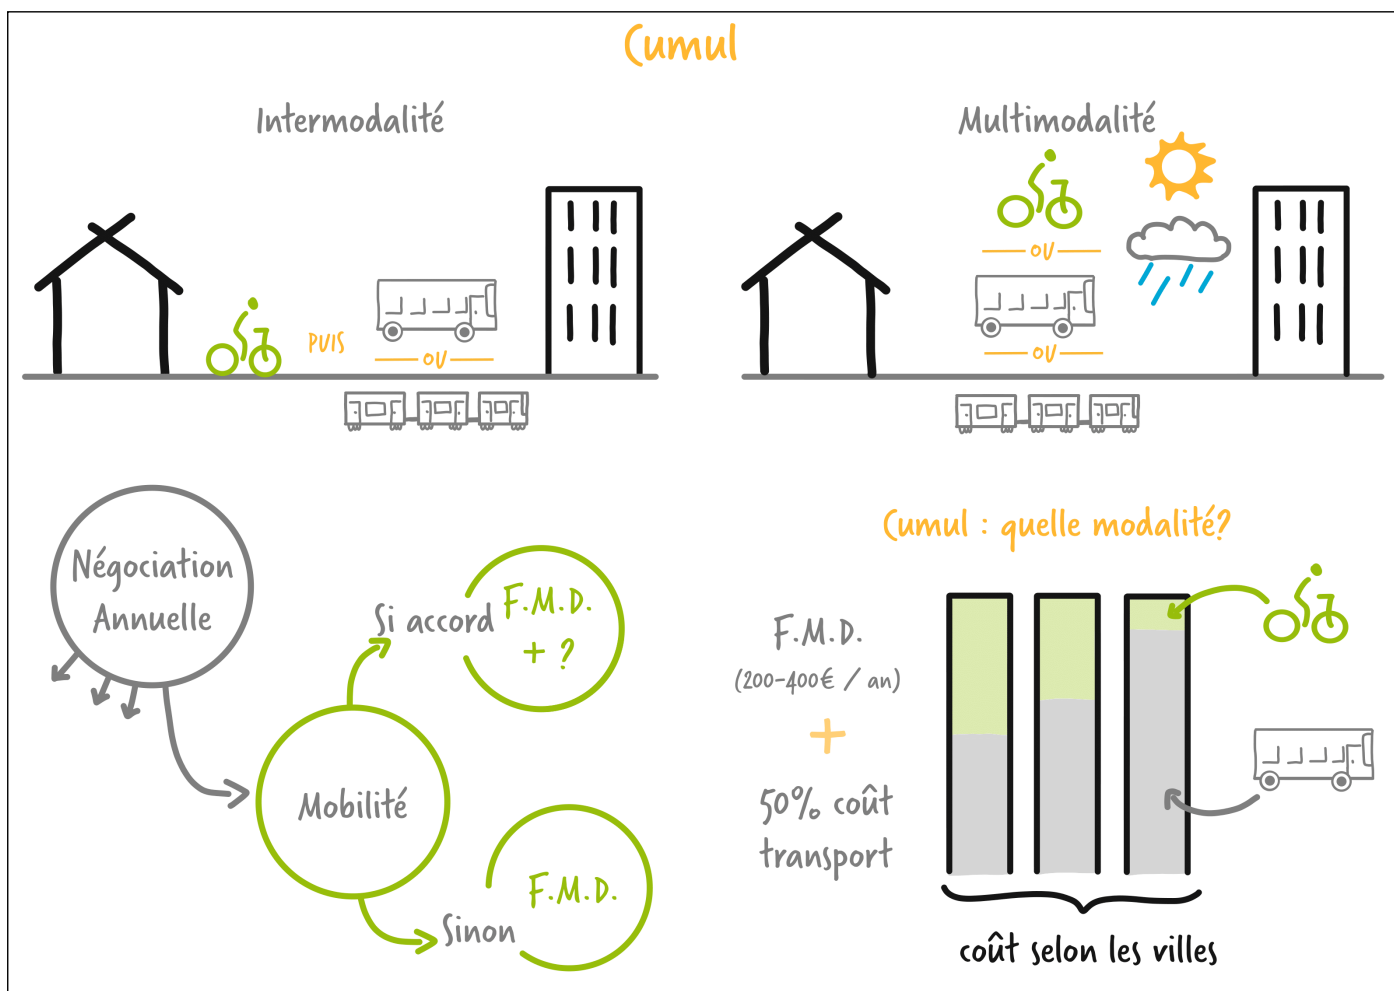 Cumul
Intermodalité
PUIS
OU
Multimodalité
OU
OU
Négociation
Annuelle
Mobilité
Si accord
F.M.D.
+ ?
Sinon
F.M.D.
Cumul : quelle modalité?
F.M.D.
(200-400€ / an)
+
50% coût
transport
coût selon les villes